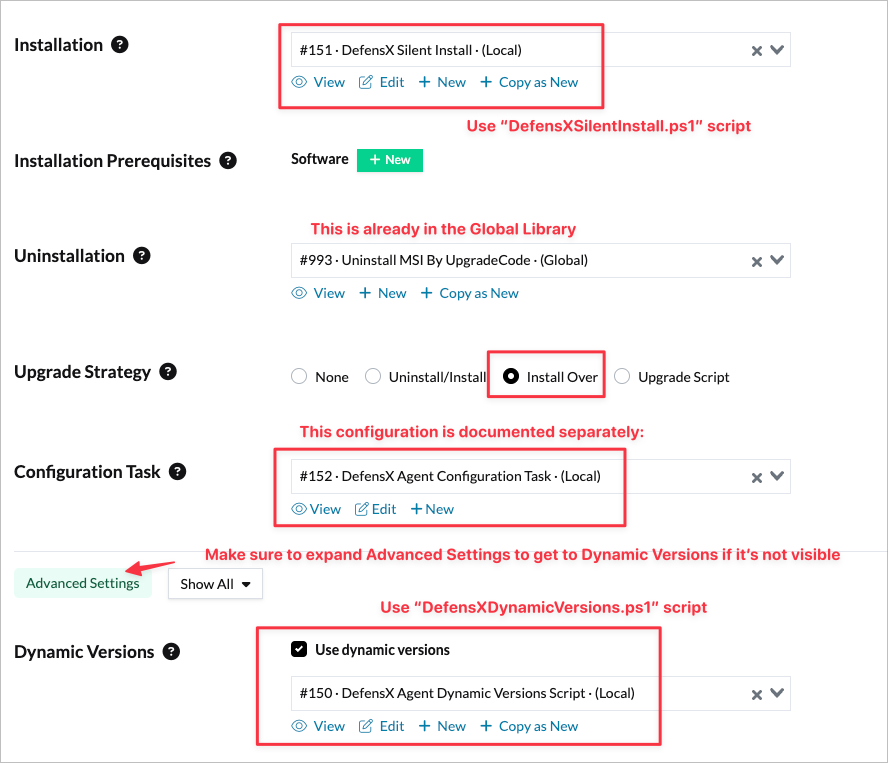 Installation ?
#151 · DefensX Silent Install · (Local)
View Edit + New + Copy as New
Use “DefensXSilentInstall.ps1” script
Installation Prerequisites ?
Software + New
This is already in the Global Library
Uninstallation ?
#993 · Uninstall MSI By UpgradeCode · (Global)
View + New + Copy as New
Upgrade Strategy ?
None Uninstall/Install Install Over Upgrade Script
This configuration is documented separately:
Configuration Task ?
#152 · DefensX Agent Configuration Task · (Local)
View Edit + New
Make sure to expand Advanced Settings to get to Dynamic Versions if it's not visible
Advanced Settings Show All
Use “DefensXDynamicVersions.ps1” script
Dynamic Versions ?
Use dynamic versions
#150 · DefensX Agent Dynamic Versions Script · (Local)
View Edit + New + Copy as New